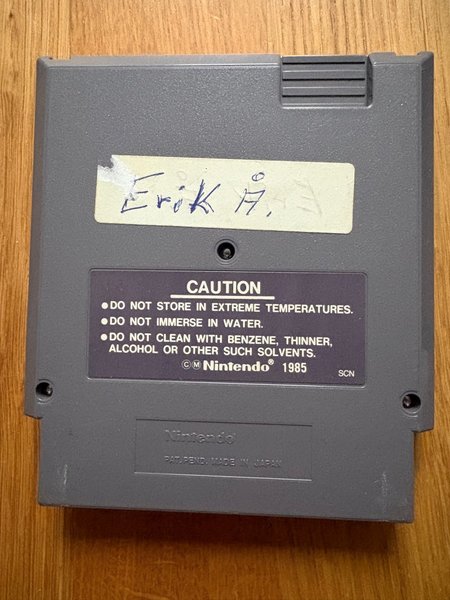 Erik Å.
CAUTION
●DO NOT STORE IN EXTREME TEMPERATURES.
●DO NOT IMMERSE IN WATER.
●DO NOT CLEAN WITH BENZENE, THINNER,
ALCOHOL OR OTHER SUCH SOLVENTS.
©Ⓜ Nintendo® 1985 SCN
Nintendo®
PAT. PEND. MADE IN JAPAN